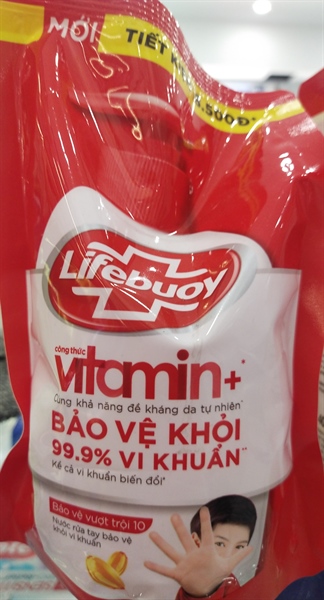 MỚI
TIẾT K .500Đ
Lifebuoy
công thức
vitamin+*
Cùng khả năng đề kháng da tự nhiên*
BẢO VỆ KHỎI
99.9% VI KHUẨN**
Kể cả vi khuẩn biến đổi*
Bảo vệ vượt trội 10
Nước rửa tay bảo vệ
khỏi vi khuẩn